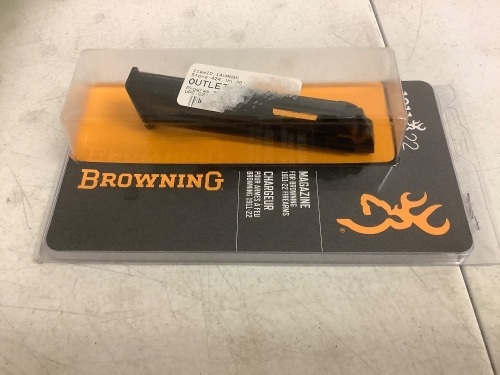 OUTLET
1911-22
BROWNING
MAGAZINE
FOR BROWNING
1911-22 FIREARMS
CHARGEUR
POUR ARMES À FEU
BROWNING 1911-22
®